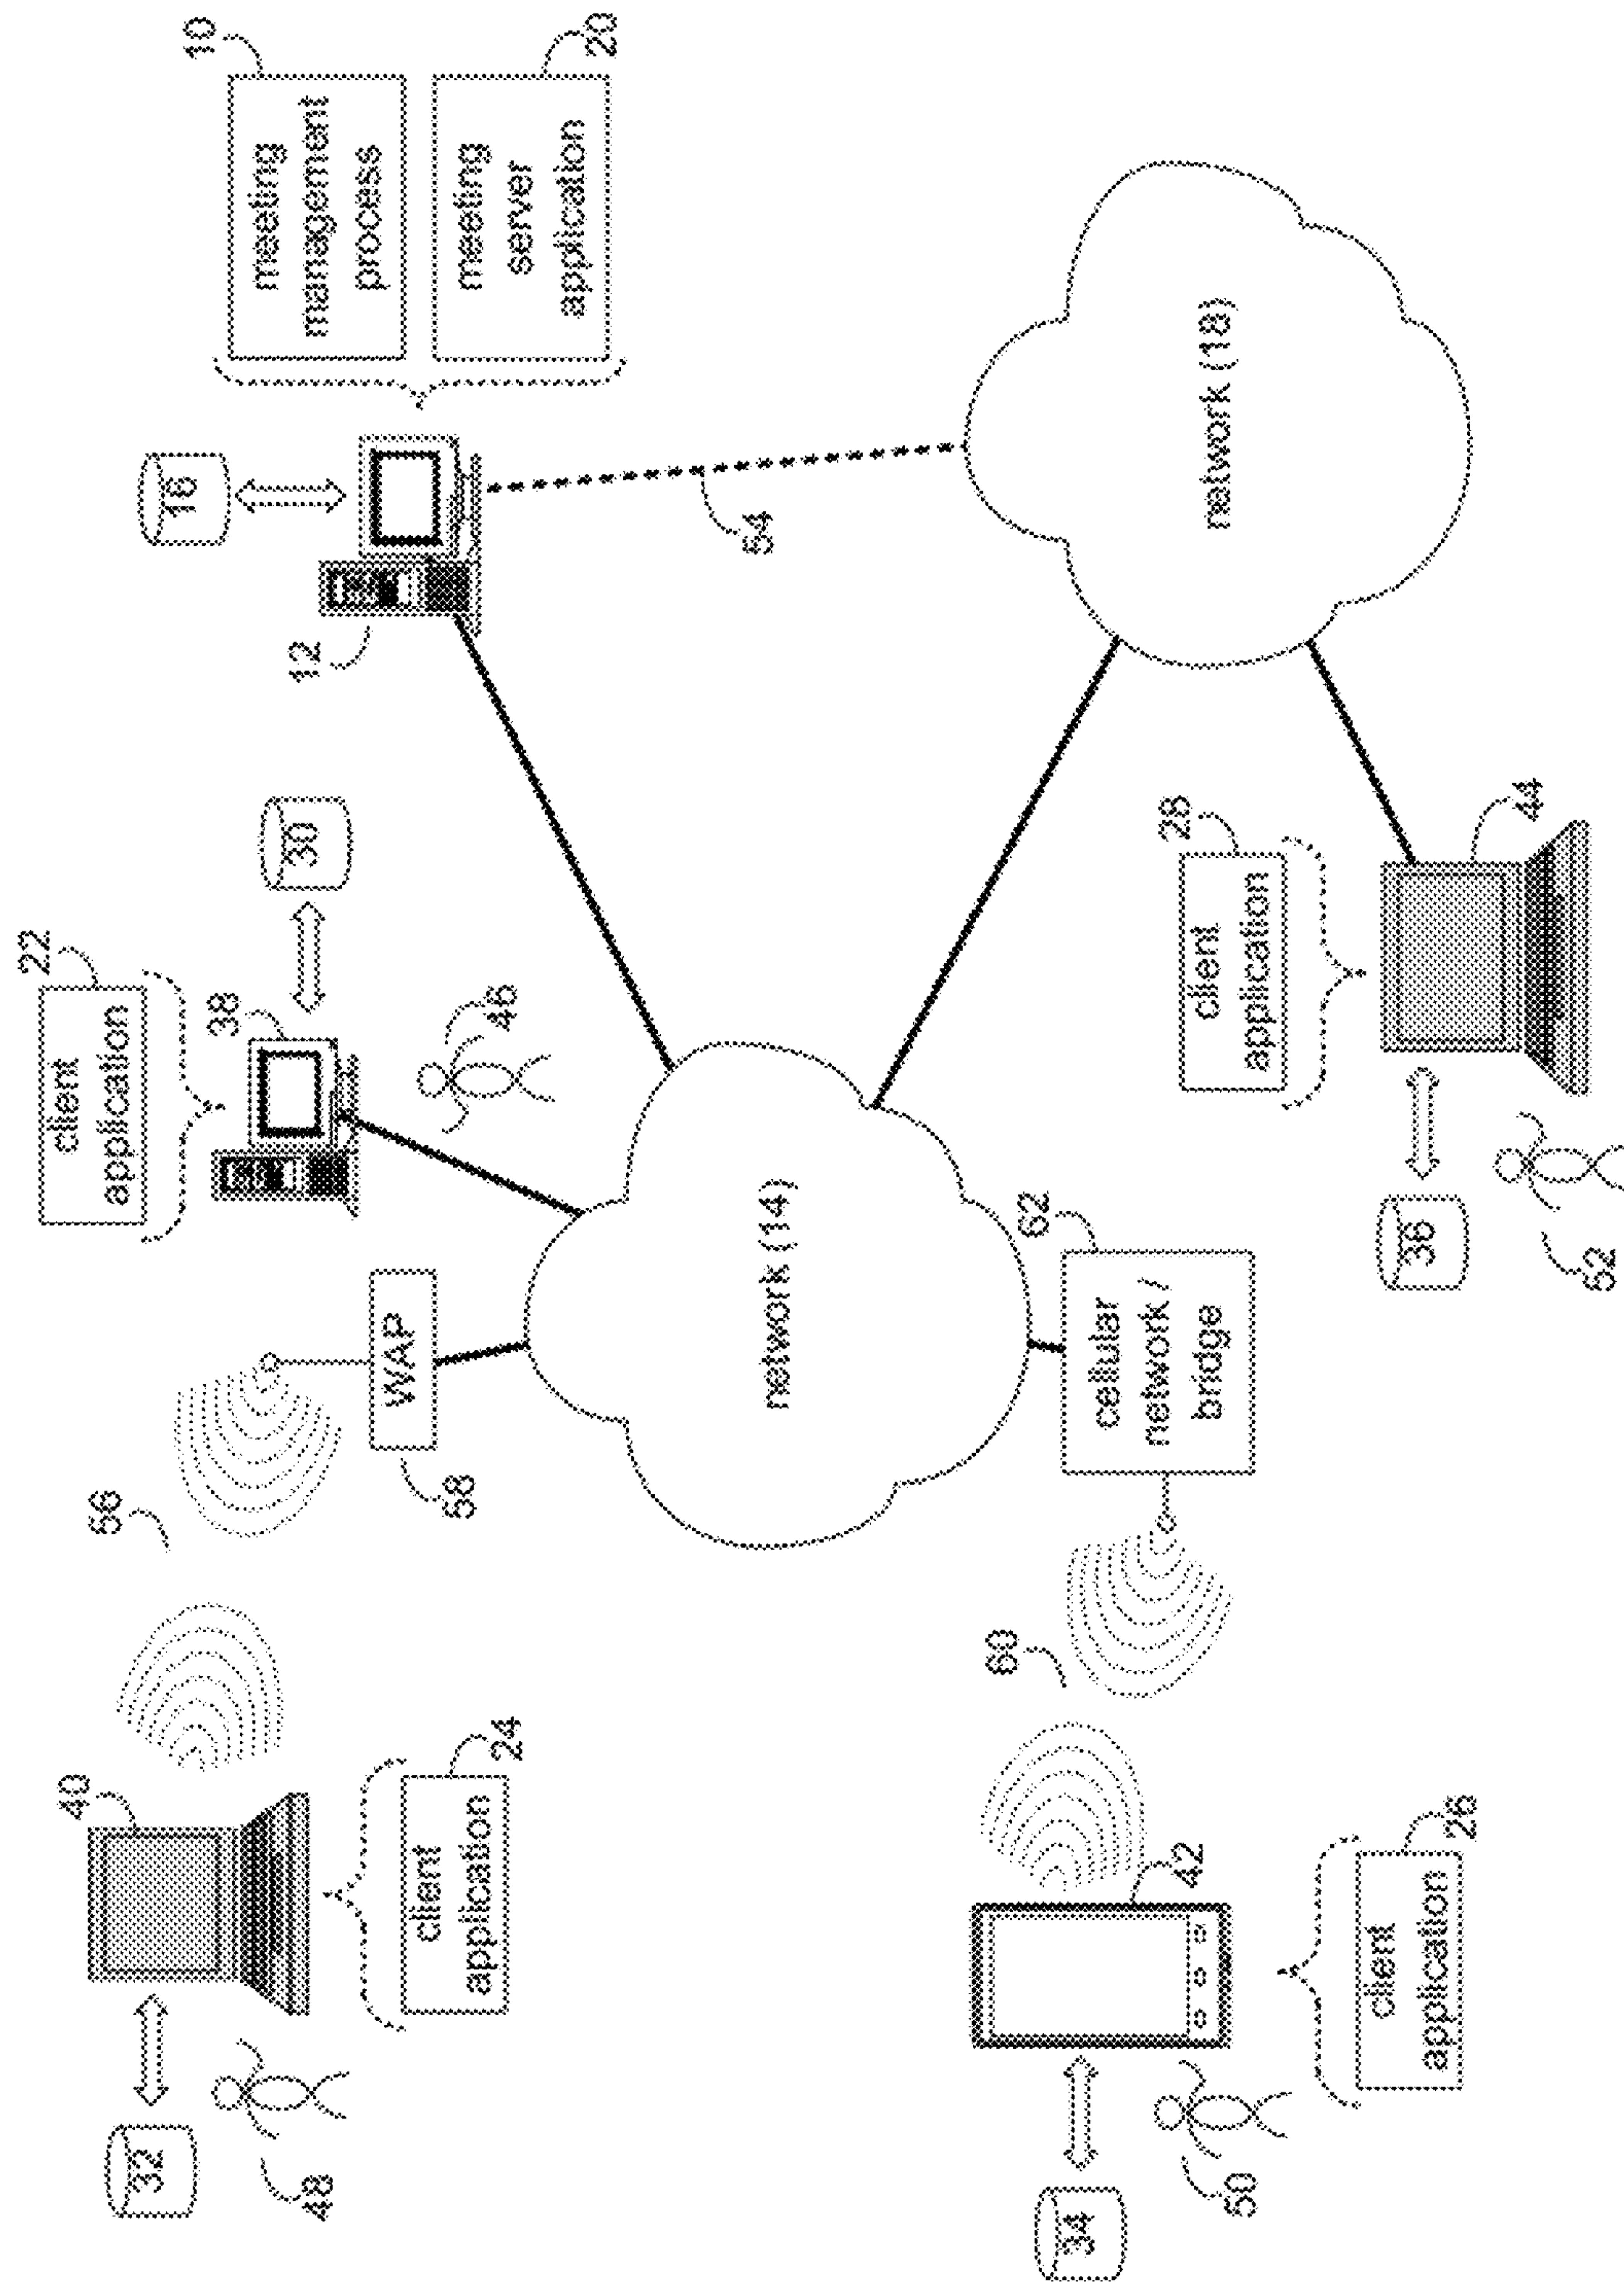 10
meeting
management
process
20
meeting
server
application
16
12
54
network (18)
22
client
application
38
30
46
56
WAP
58
network (14)
62
cellular
network /
bridge
60
28
client
application
44
36
52
40
32
48
24
client
application
42
34
50
26
client
application